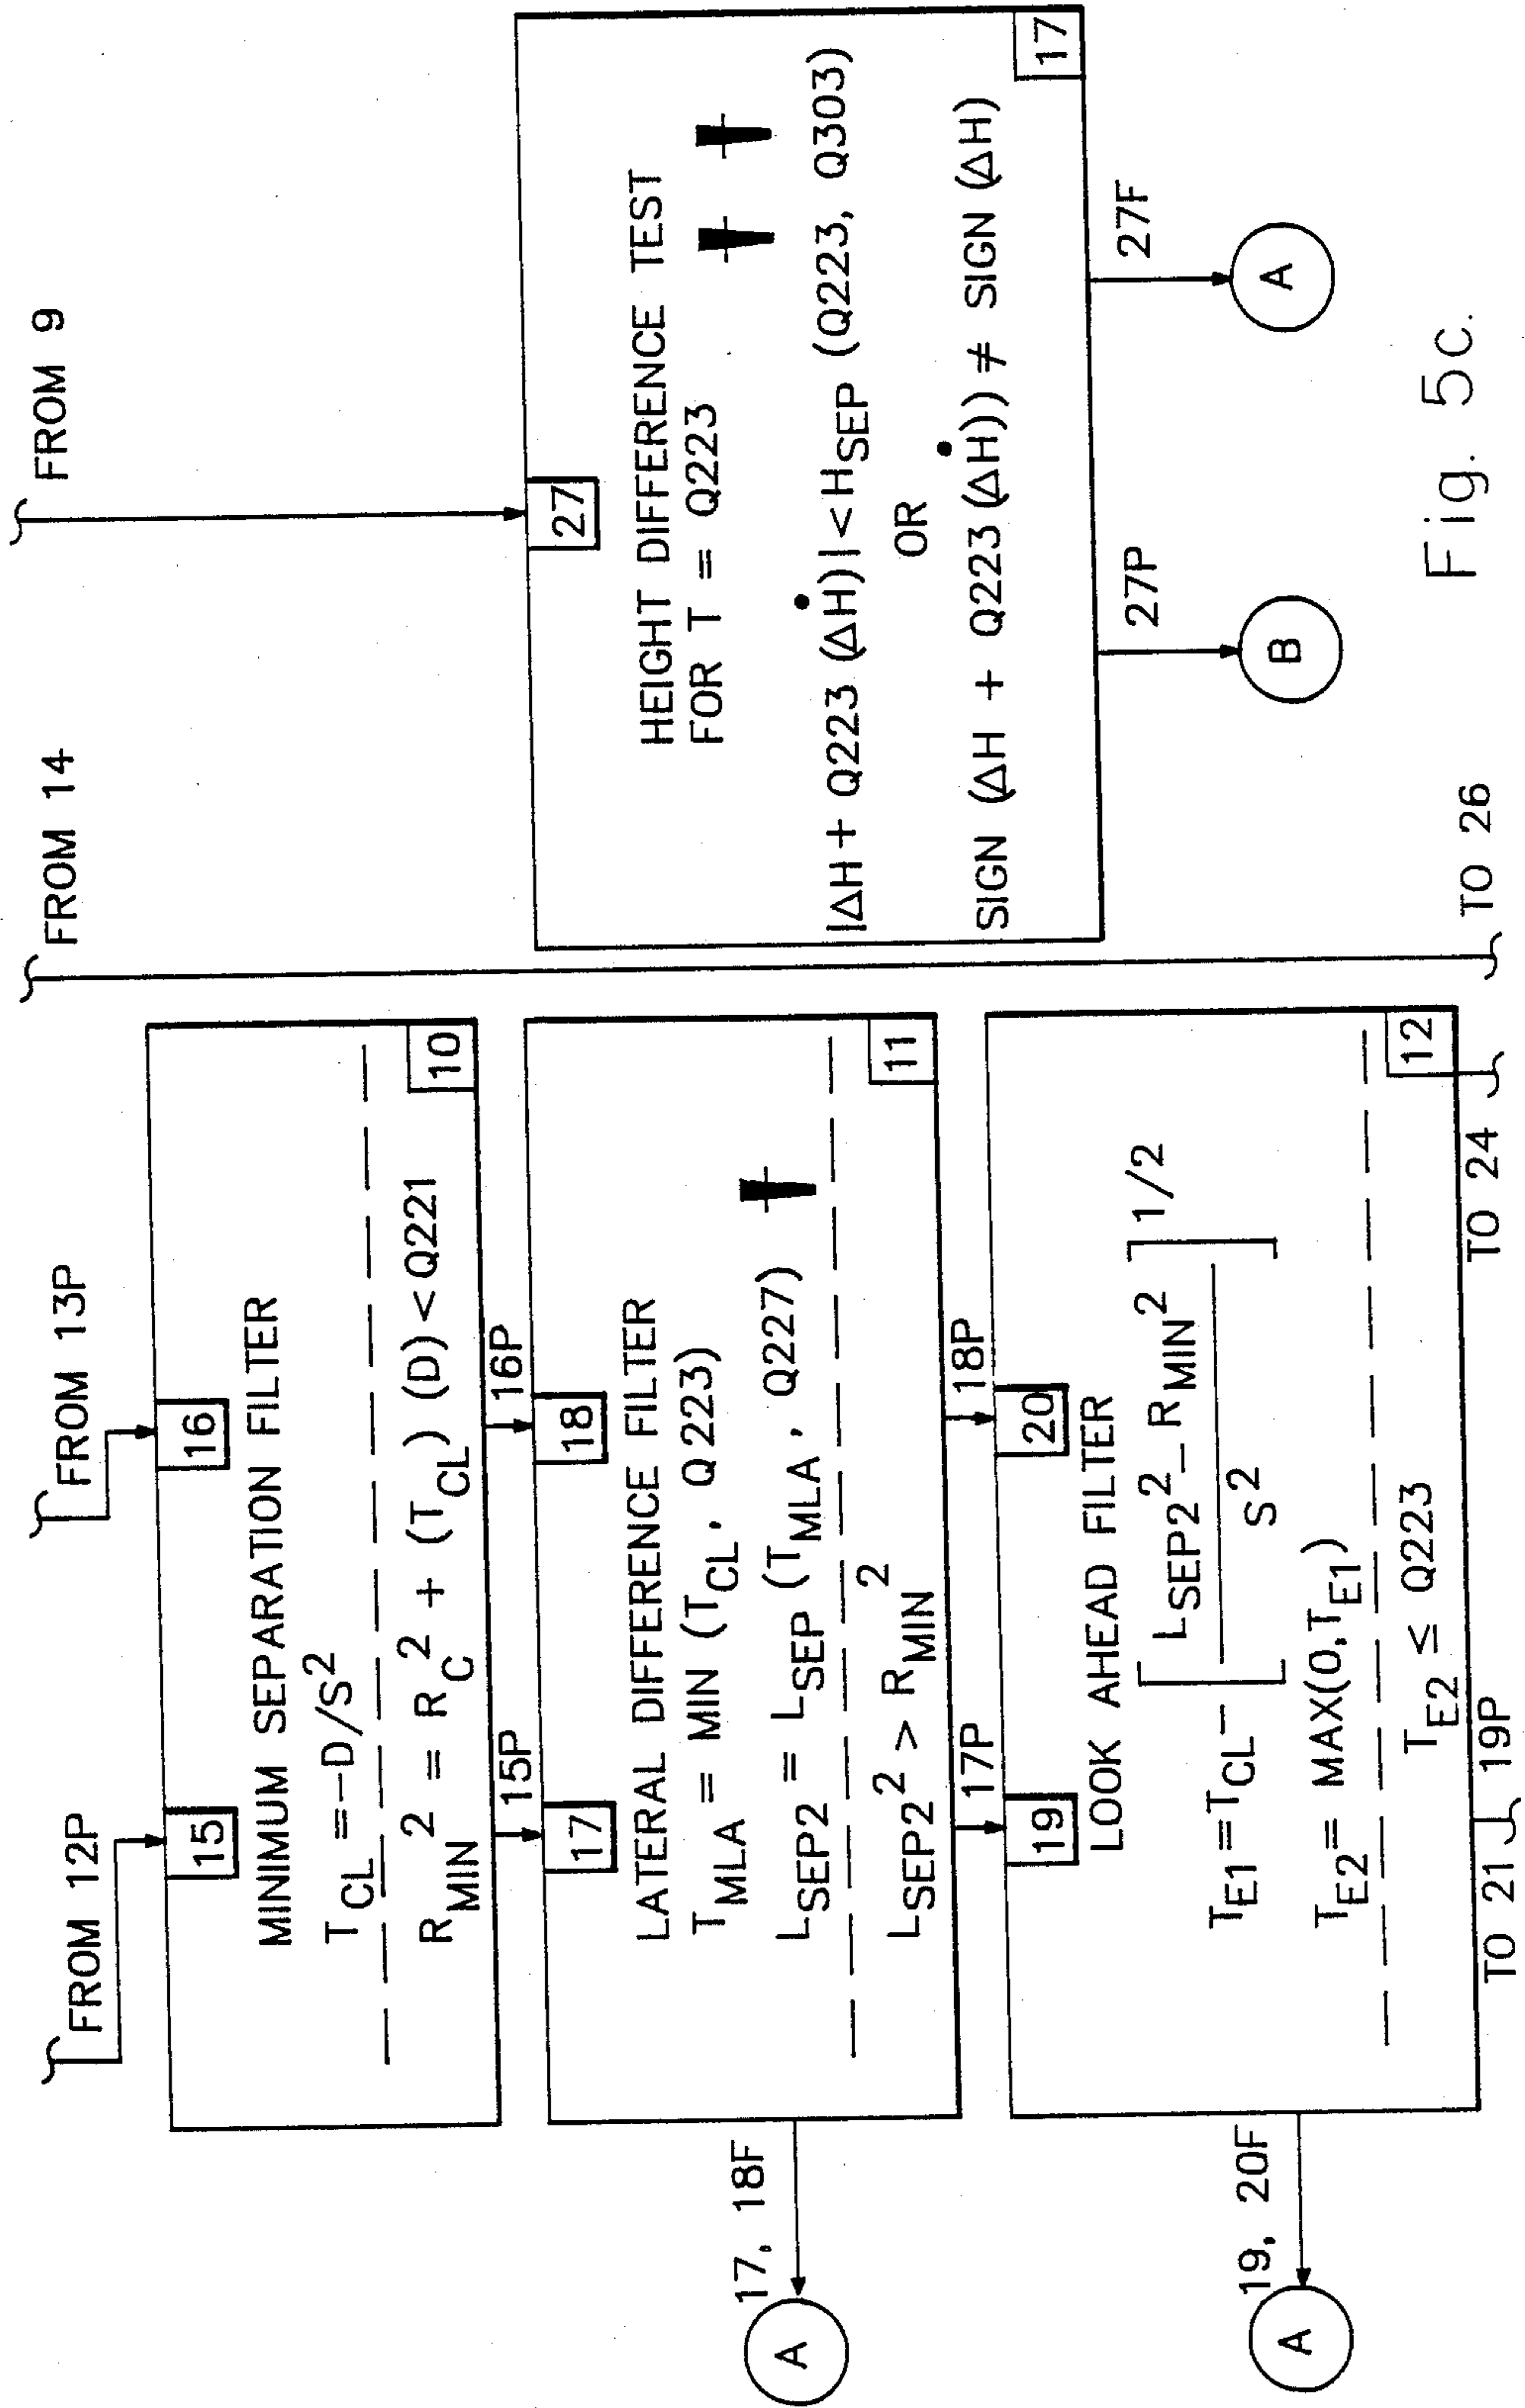 FROM 12P
FROM 13P
FROM 14
FROM 9
15
16
MINIMUM SEPARATION FILTER
T_CL = -D/S²
R_MIN² = R_C² + (T_CL) (D) < Q221
10
15P
16P
17
18
LATERAL DIFFERENCE FILTER
T_MLA = MIN (T_CL, Q223)
L_SEP2 = L_SEP (T_MLA, Q227)
L_SEP2² > R_MIN²
11
17, 18F
A
17P
18P
19
20
LOOK AHEAD FILTER
T_E1 = T_CL - [L_SEP2² - R_MIN² / S²] 1/2
T_E2 = MAX(0, T_E1)
T_E2 ≤ Q223
12
19, 20F
A
TO 21
19P
TO 24
TO 26
27
HEIGHT DIFFERENCE TEST
FOR T = Q223
|ΔH + Q223 (ΔḢ)| < H_SEP (Q223, Q303)
OR
SIGN (ΔH + Q223 (ΔḢ)) ≠ SIGN (ΔH)
17
27P
27F
B
A
Fig. 5c.